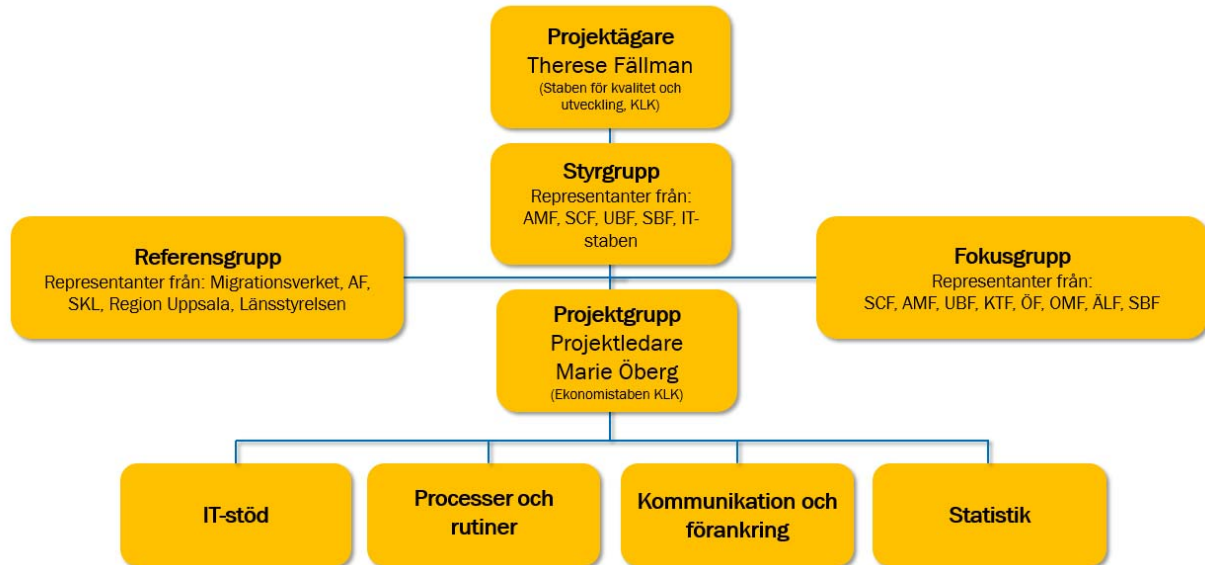 Projektägare
Therese Fällman
(Staben för kvalitet och
utveckling, KLK)
Styrgrupp
Representanter från:
AMF, SCF, UBF, SBF, IT-
staben
Referensgrupp
Representanter från: Migrationsverket, AF,
SKL, Region Uppsala, Länsstyrelsen
Fokusgrupp
Representanter från:
SCF, AMF, UBF, KTF, ÖF, OMF, ÄLF, SBF
Projektgrupp
Projektledare
Marie Öberg
(Ekonomistaben KLK)
IT-stöd
Processer och
rutiner
Kommunikation och
förankring
Statistik